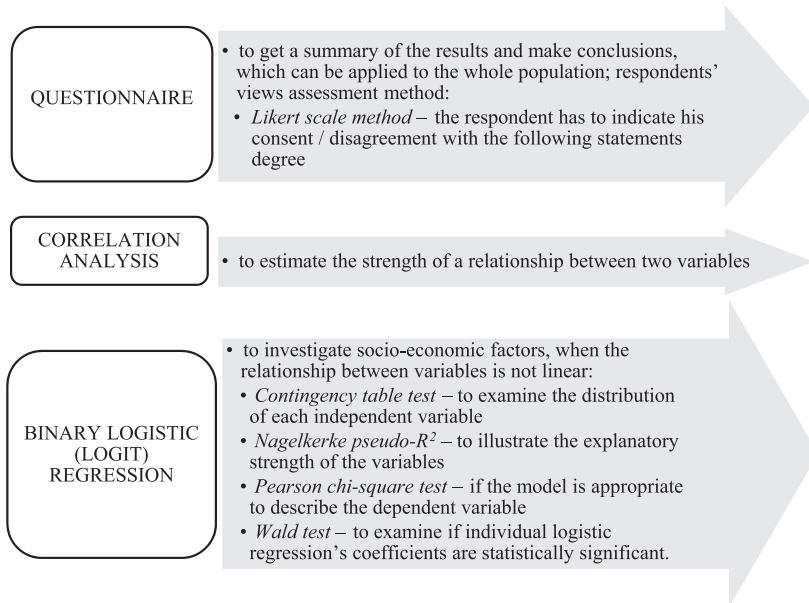 QUESTIONNAIRE
• to get a summary of the results and make conclusions,
which can be applied to the whole population; respondents’
views assessment method:
• Likert scale method – the respondent has to indicate his
consent / disagreement with the following statements
degree
CORRELATION
ANALYSIS
• to estimate the strength of a relationship between two variables
BINARY LOGISTIC
(LOGIT)
REGRESSION
• to investigate socio-economic factors, when the
relationship between variables is not linear:
• Contingency table test – to examine the distribution
of each independent variable
• Nagelkerke pseudo-R² – to illustrate the explanatory
strength of the variables
• Pearson chi-square test – if the model is appropriate
to describe the dependent variable
• Wald test – to examine if individual logistic
regression’s coefficients are statistically significant.